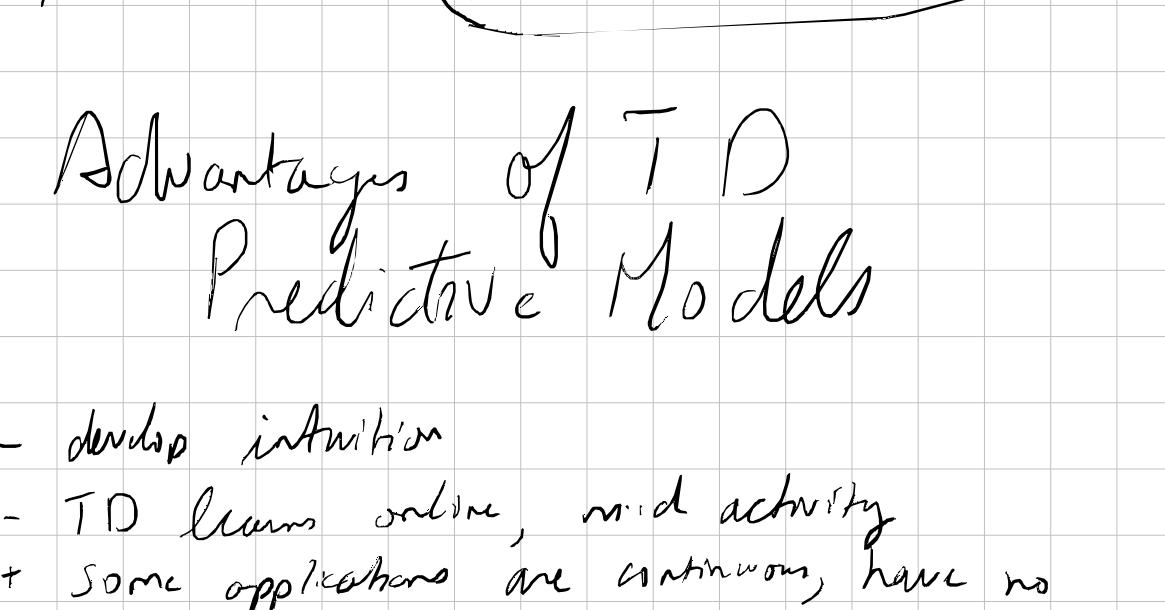 Advantages of TD
Predictive Models
- develop intuition
- TD learns online, mid activity
+ some applications are continuous, have no